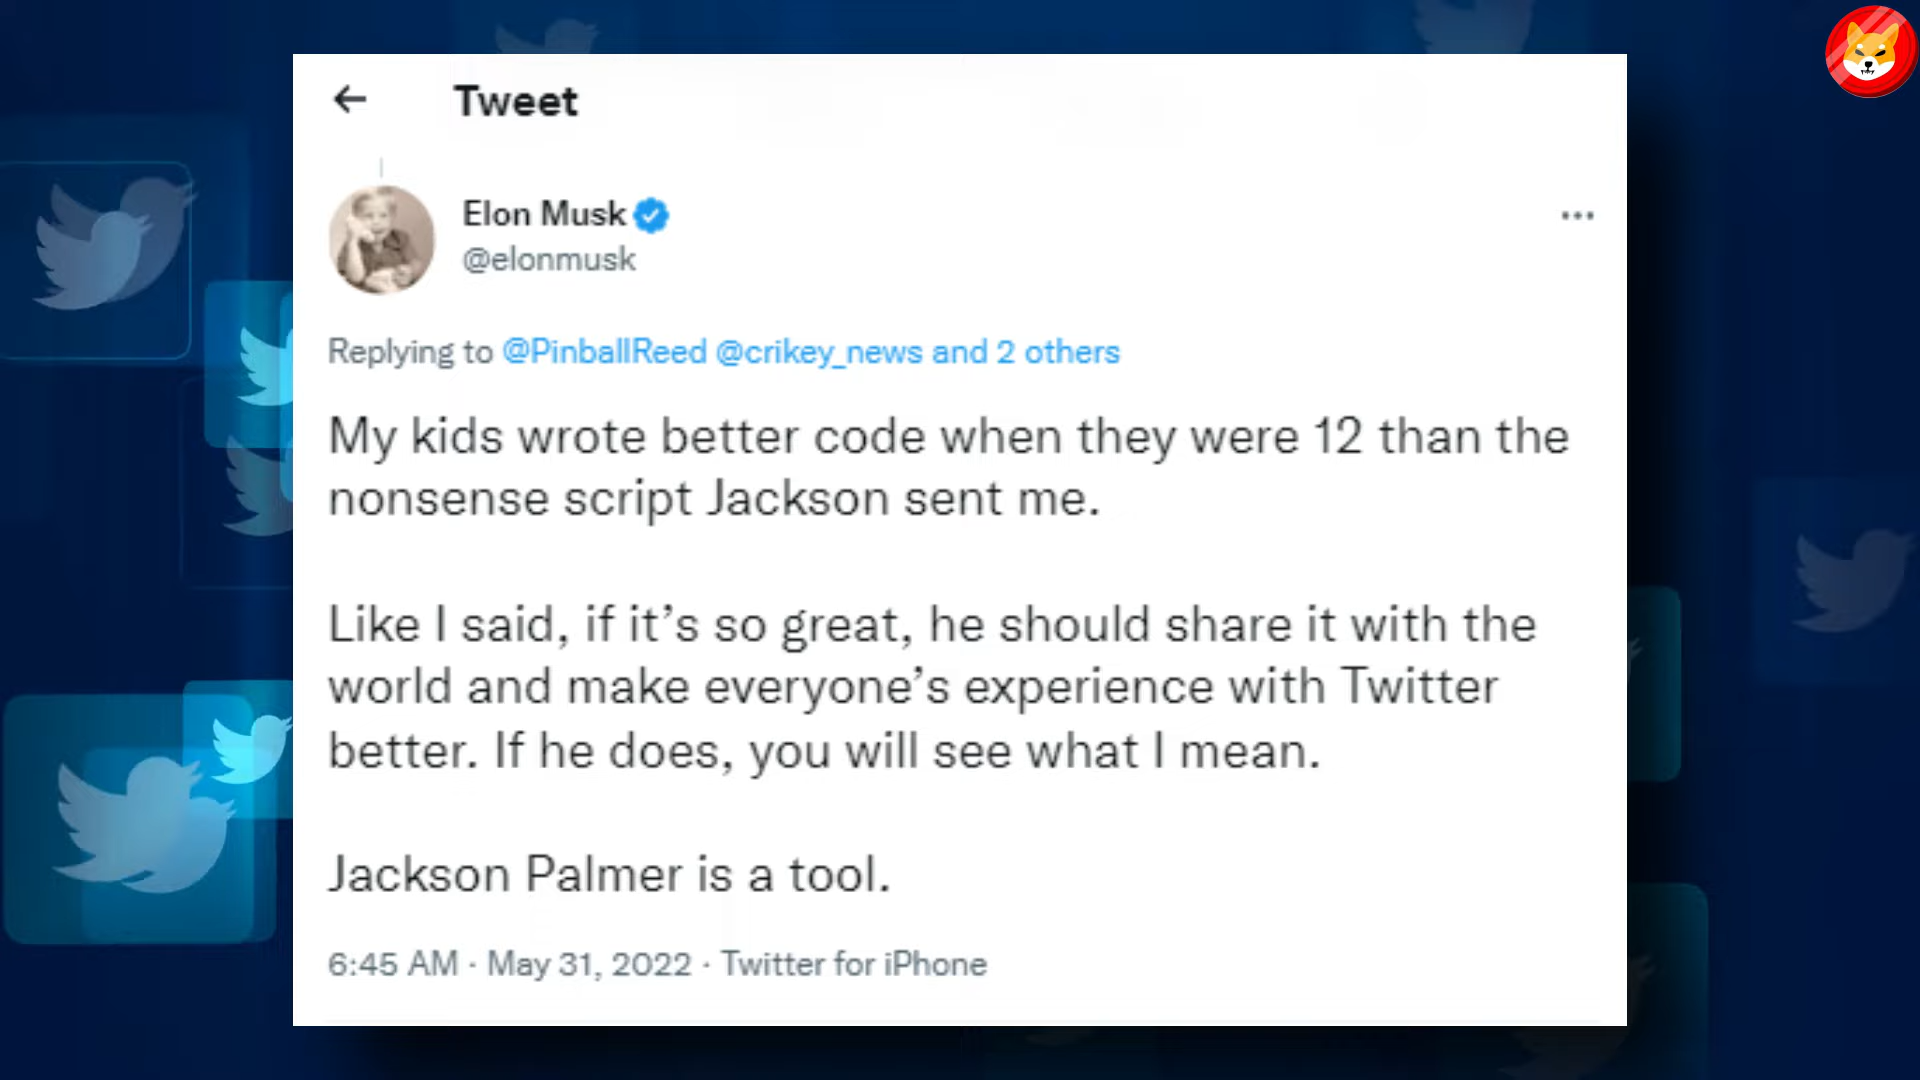 Tweet
Elon Musk
@elonmusk
Replying to @PinballReed @crikey_news and 2 others
My kids wrote better code when they were 12 than the
nonsense script Jackson sent me.
Like I said, if it’s so great, he should share it with the
world and make everyone’s experience with Twitter
better. If he does, you will see what I mean.
Jackson Palmer is a tool.
6:45 AM · May 31, 2022 · Twitter for iPhone